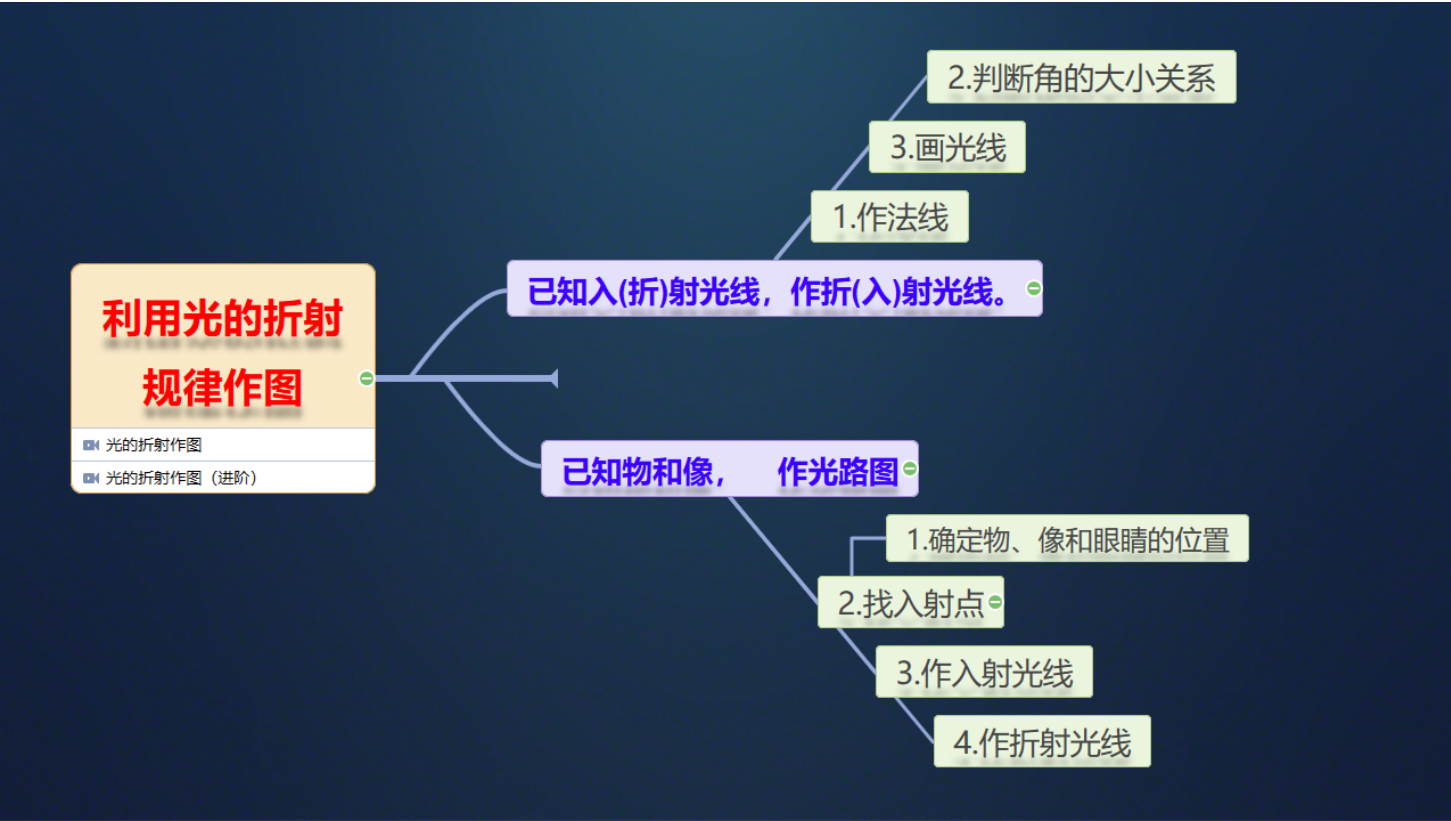 利用光的折射
规律作图
光的折射作图
光的折射作图（进阶）
2.判断角的大小关系
3.画光线
1.作法线
已知入(折)射光线，作折(入)射光线。
已知物和像， 作光路图
1.确定物、像和眼睛的位置
2.找入射点
3.作入射光线
4.作折射光线